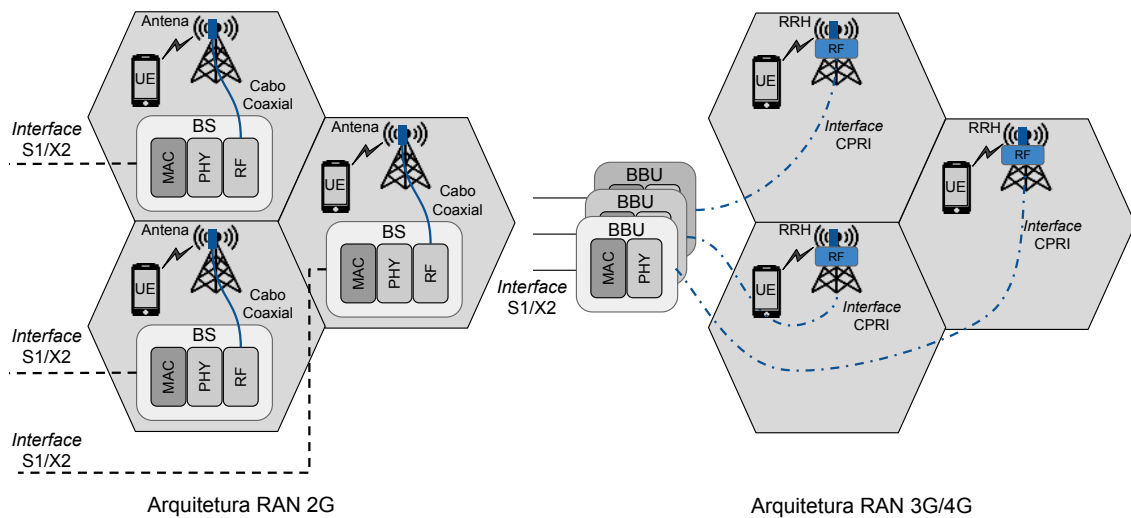 Antena
UE
Cabo
Coaxial
BS
MAC
PHY
RF
Interface
S1/X2
Antena
UE
Cabo
Coaxial
BS
MAC
PHY
RF
Antena
UE
Cabo
Coaxial
BS
MAC
PHY
RF
Interface
S1/X2
Interface
S1/X2
Arquitetura RAN 2G
RRH
RF
UE
Interface
CPRI
RRH
RF
UE
Interface
CPRI
BBU
BBU
BBU
MAC
PHY
Interface
S1/X2
RRH
RF
UE
Interface
CPRI
Arquitetura RAN 3G/4G